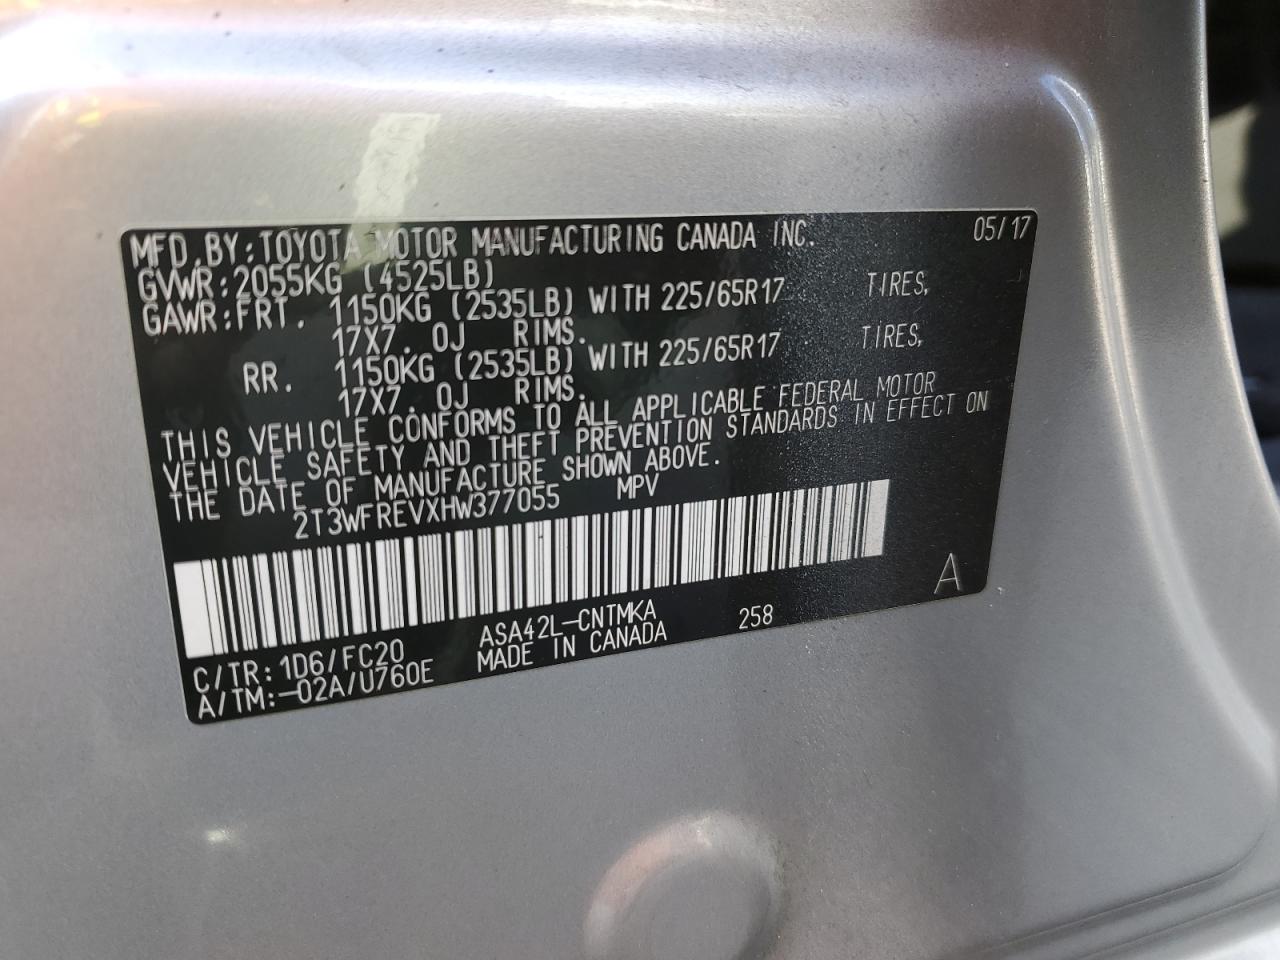 MFD.BY:TOYOTA MOTOR MANUFACTURING CANADA INC. 05/17
GVWR:2055KG (4525LB)
GAWR:FRT. 1150KG (2535LB) WITH 225/65R17 TIRES,
17X7.0J RIMS.
RR. 1150KG (2535LB) WITH 225/65R17 TIRES,
17X7.0J RIMS.
THIS VEHICLE CONFORMS TO ALL APPLICABLE FEDERAL MOTOR
VEHICLE SAFETY AND THEFT PREVENTION STANDARDS IN EFFECT ON
THE DATE OF MANUFACTURE SHOWN ABOVE.
2T3WFREVXHW377055 MPV
A
C/TR:1D6/FC20 ASA42L-CNTMKA 258
A/TM:-02A/U760E MADE IN CANADA